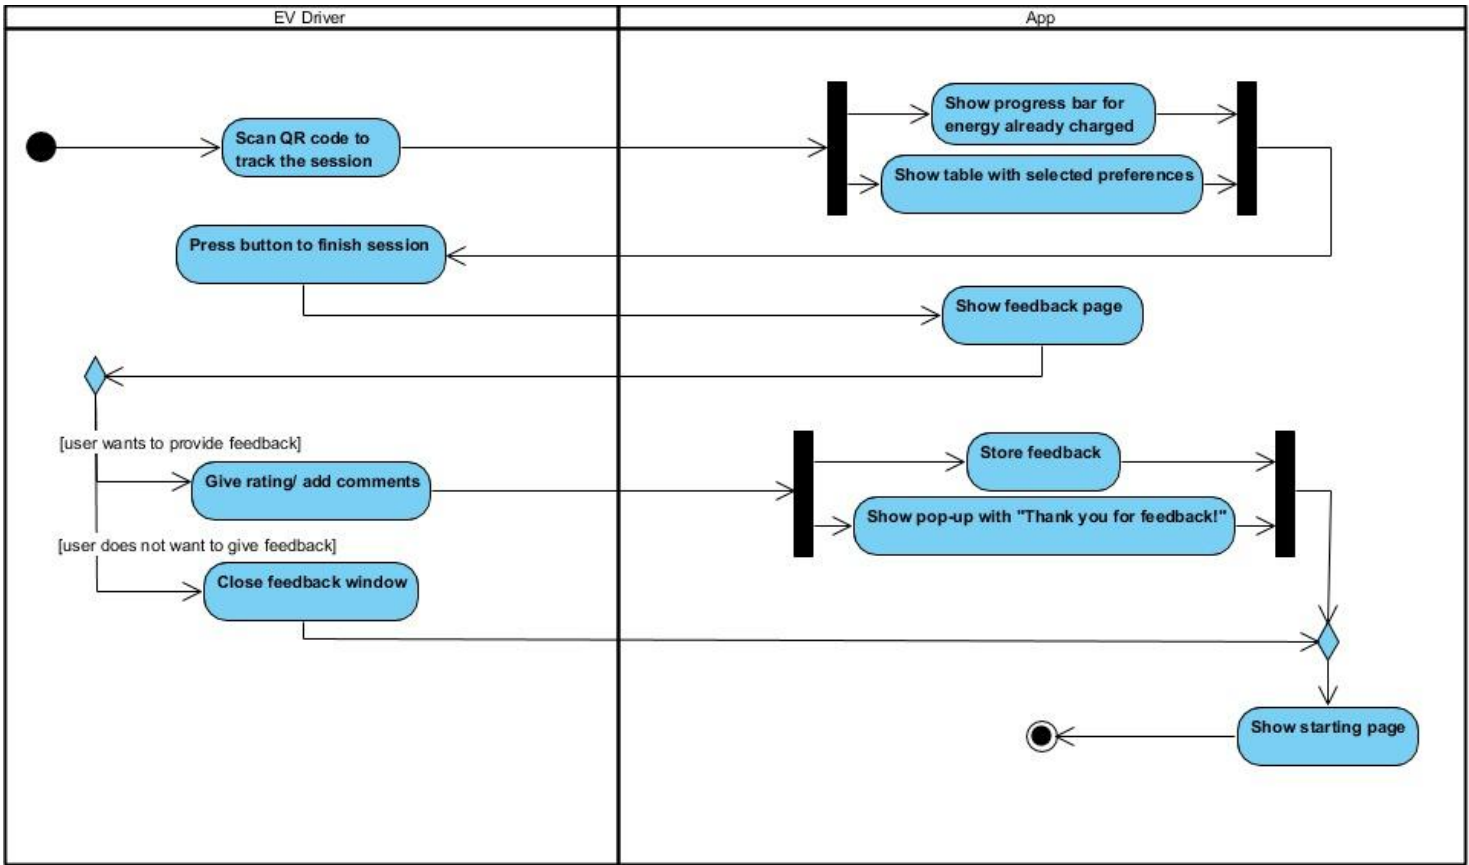 EV Driver
App
Show progress bar for
energy already charged
Scan QR code to
track the session
Show table with selected preferences
Press button to finish session
Show feedback page
[user wants to provide feedback]
Store feedback
Give rating/ add comments
Show pop-up with "Thank you for feedback!"
[user does not want to give feedback]
Close feedback window
Show starting page